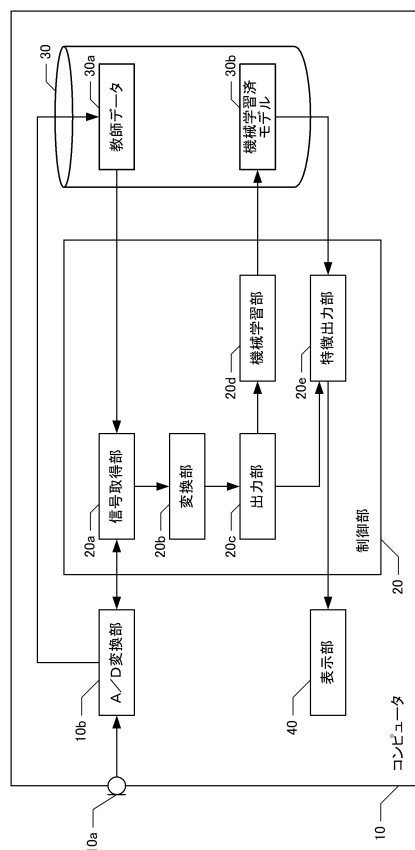 30
30a
教師データ
30b
機械学習済
モデル
20a
信号取得部
20b
変換部
20c
出力部
20d
機械学習部
20e
特徴出力部
制御部
20
10b
A/D変換部
40
表示部
10a
10
コンピュータ